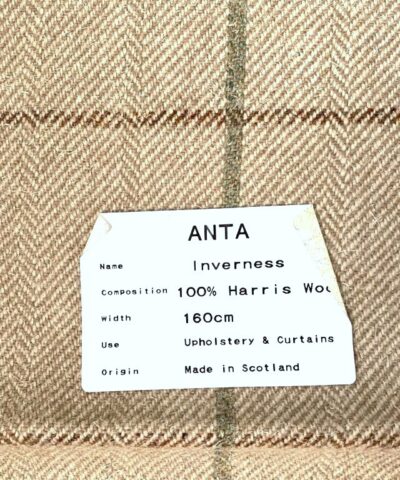 ANTA
Name Inverness
Composition 100% Harris Woo
Width 160cm
Use Upholstery & Curtains
Origin Made in Scotland